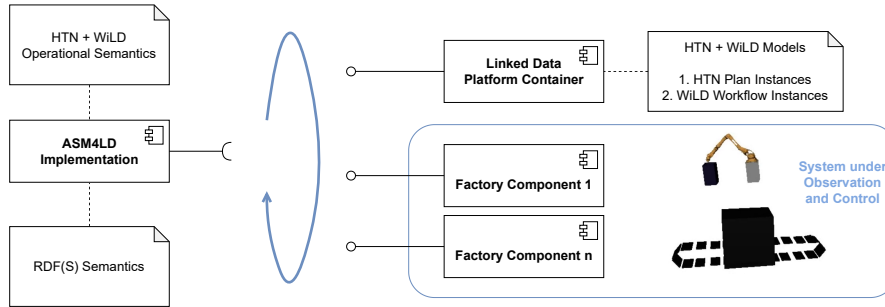 HTN + WiLD
Operational Semantics
ASM4LD
Implementation
RDF(S) Semantics
Linked Data
Platform Container
HTN + WiLD Models
1. HTN Plan Instances
2. WiLD Workflow Instances
Factory Component 1
Factory Component n
System under
Observation
and Control